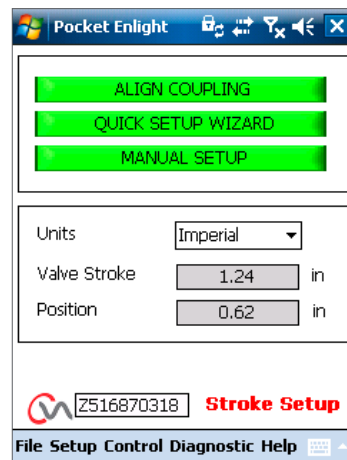 Pocket Enlight
ALIGN COUPLING
QUICK SETUP WIZARD
MANUAL SETUP
Units Imperial
Valve Stroke 1.24 in
Position 0.62 in
Z516870318 Stroke Setup
File Setup Control Diagnostic Help